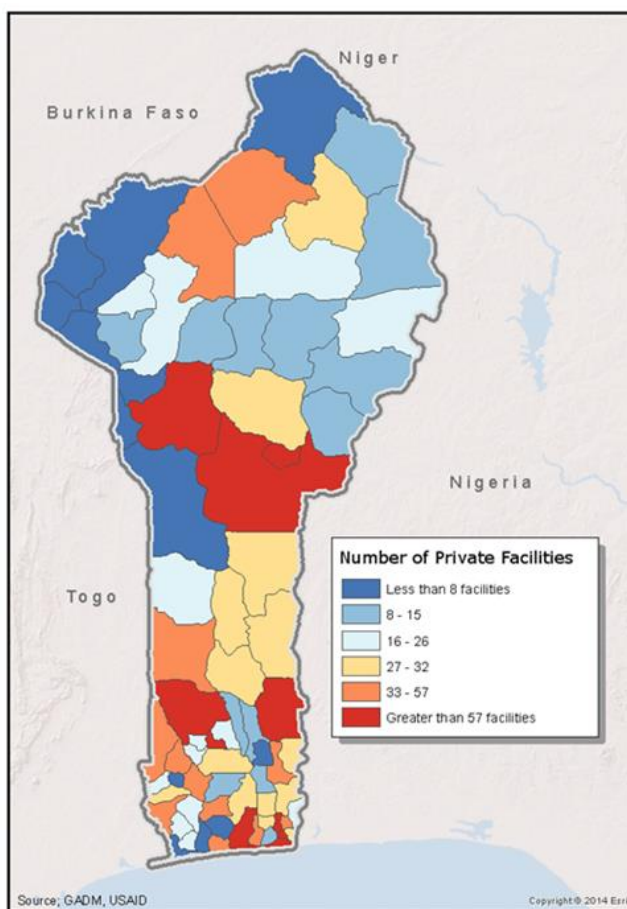 Niger
Burkina Faso
Nigeria
Togo
Number of Private Facilities
Less than 8 facilities
8 - 15
16 - 26
27 - 32
33 - 57
Greater than 57 facilities
Source; GADM, USAID
Copyright © 2014 Esri